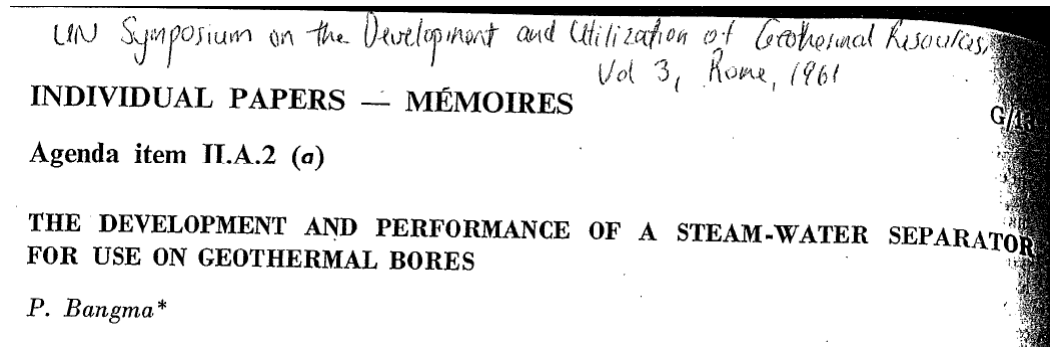 UN Symposium on the Development and Utilization of Geothermal Resources,
Vol 3, Rome, 1961
INDIVIDUAL PAPERS — MÉMOIRES
Agenda item II.A.2 (a)
THE DEVELOPMENT AND PERFORMANCE OF A STEAM-WATER SEPARATOR
FOR USE ON GEOTHERMAL BORES
P. Bangma*